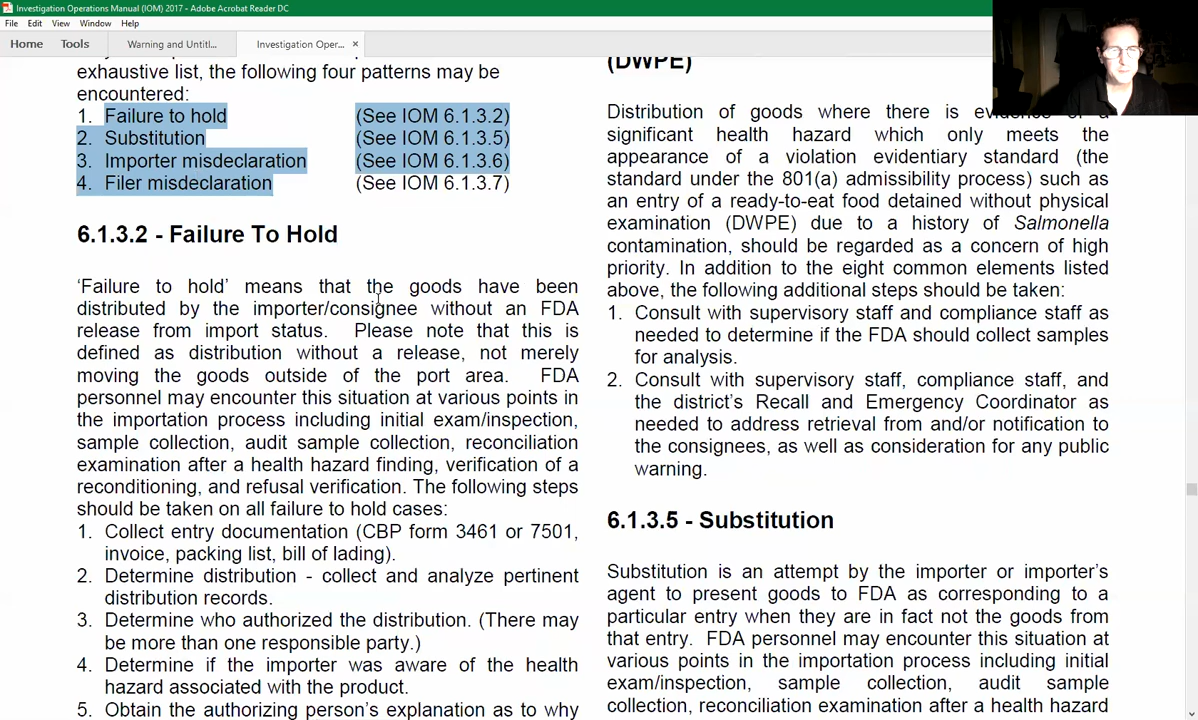 Investigation Operations Manual (IOM) 2017 - Adobe Acrobat Reader DC
File Edit View Window Help
Home Tools Warning and Untitl... Investigation Oper... ×
exhaustive list, the following four patterns may be
encountered:
1. Failure to hold (See IOM 6.1.3.2)
2. Substitution (See IOM 6.1.3.5)
3. Importer misdeclaration (See IOM 6.1.3.6)
4. Filer misdeclaration (See IOM 6.1.3.7)
6.1.3.2 - Failure To Hold
‘Failure to hold’ means that the goods have been
distributed by the importer/consignee without an FDA
release from import status. Please note that this is
defined as distribution without a release, not merely
moving the goods outside of the port area. FDA
personnel may encounter this situation at various points in
the importation process including initial exam/inspection,
sample collection, audit sample collection, reconciliation
examination after a health hazard finding, verification of a
reconditioning, and refusal verification. The following steps
should be taken on all failure to hold cases:
1. Collect entry documentation (CBP form 3461 or 7501,
invoice, packing list, bill of lading).
2. Determine distribution - collect and analyze pertinent
distribution records.
3. Determine who authorized the distribution. (There may
be more than one responsible party.)
4. Determine if the importer was aware of the health
hazard associated with the product.
5. Obtain the authorizing person's explanation as to why
(DWPE)
Distribution of goods where there is of a
significant health hazard which only meets the
appearance of a violation evidentiary standard (the
standard under the 801(a) admissibility process) such as
an entry of a ready-to-eat food detained without physical
examination (DWPE) due to a history of Salmonella
contamination, should be regarded as a concern of high
priority. In addition to the eight common elements listed
above, the following additional steps should be taken:
1. Consult with supervisory staff and compliance staff as
needed to determine if the FDA should collect samples
for analysis.
2. Consult with supervisory staff, compliance staff, and
the district's Recall and Emergency Coordinator as
needed to address retrieval from and/or notification to
the consignees, as well as consideration for any public
warning.
6.1.3.5 - Substitution
Substitution is an attempt by the importer or importer's
agent to present goods to FDA as corresponding to a
particular entry when they are in fact not the goods from
that entry. FDA personnel may encounter this situation at
various points in the importation process including initial
exam/inspection, sample collection, audit sample
collection, reconciliation examination after a health hazard